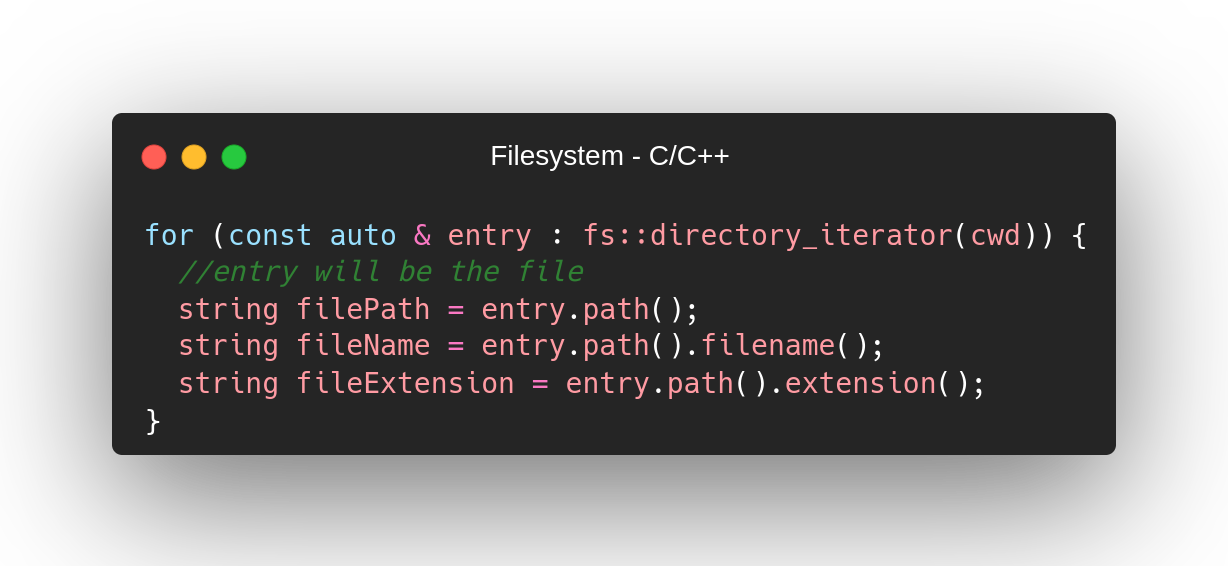 Filesystem - C/C++
for (const auto & entry : fs::directory_iterator(cwd)) {
  //entry will be the file
  string filePath = entry.path();
  string fileName = entry.path().filename();
  string fileExtension = entry.path().extension();
}